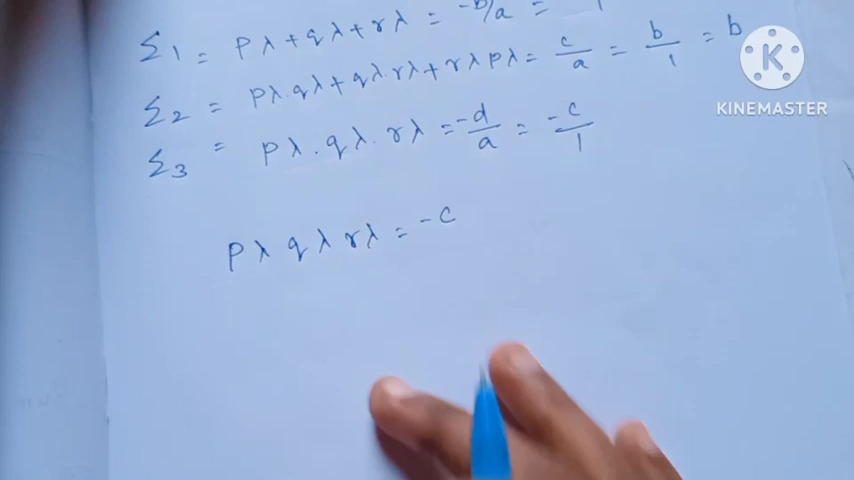 Σ1 = pλ+qλ+rλ = -b/a =
Σ2 = pλ.qλ+qλ.rλ+rλpλ = c/a = b/1 = b
Σ3 = pλ.qλ.rλ = -d/a = -c/1
pλ qλ rλ = -c
K
KINEMASTER